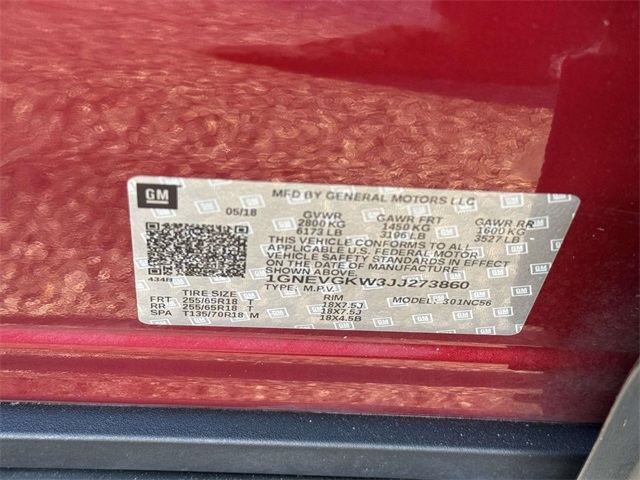 GM
MFD BY GENERAL MOTORS LLC
05/18
GVWR GAWR FRT GAWR RR
2800 KG 1450 KG 1600 KG
6173 LB 3196 LB 3527 LB
THIS VEHICLE CONFORMS TO ALL
APPLICABLE U.S. FEDERAL MOTOR
VEHICLE SAFETY STANDARDS IN EFFECT
ON THE DATE OF MANUFACTURE
SHOWN ABOVE.
1GNEVGKW3JJ273860
TYPE: M.P.V. MODEL: 301NC56
TIRE SIZE RIM
FRT 255/65R18 T 18X7.5J
RR 255/65R18 T 18X7.5J
SPA T135/70R18 M 18X4.5B